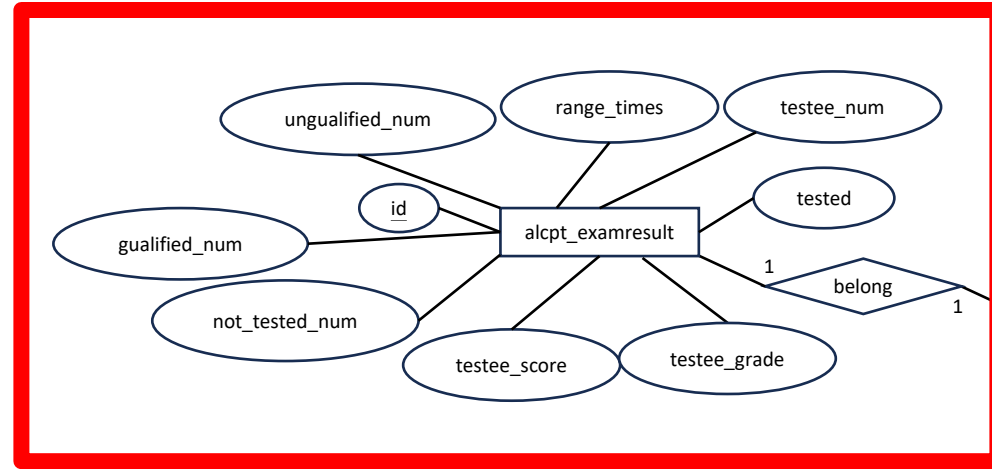 range_times
testee_num
ungualified_num
tested
id
alcpt_examresult
gualified_num
1
belong
1
not_tested_num
testee_score
testee_grade